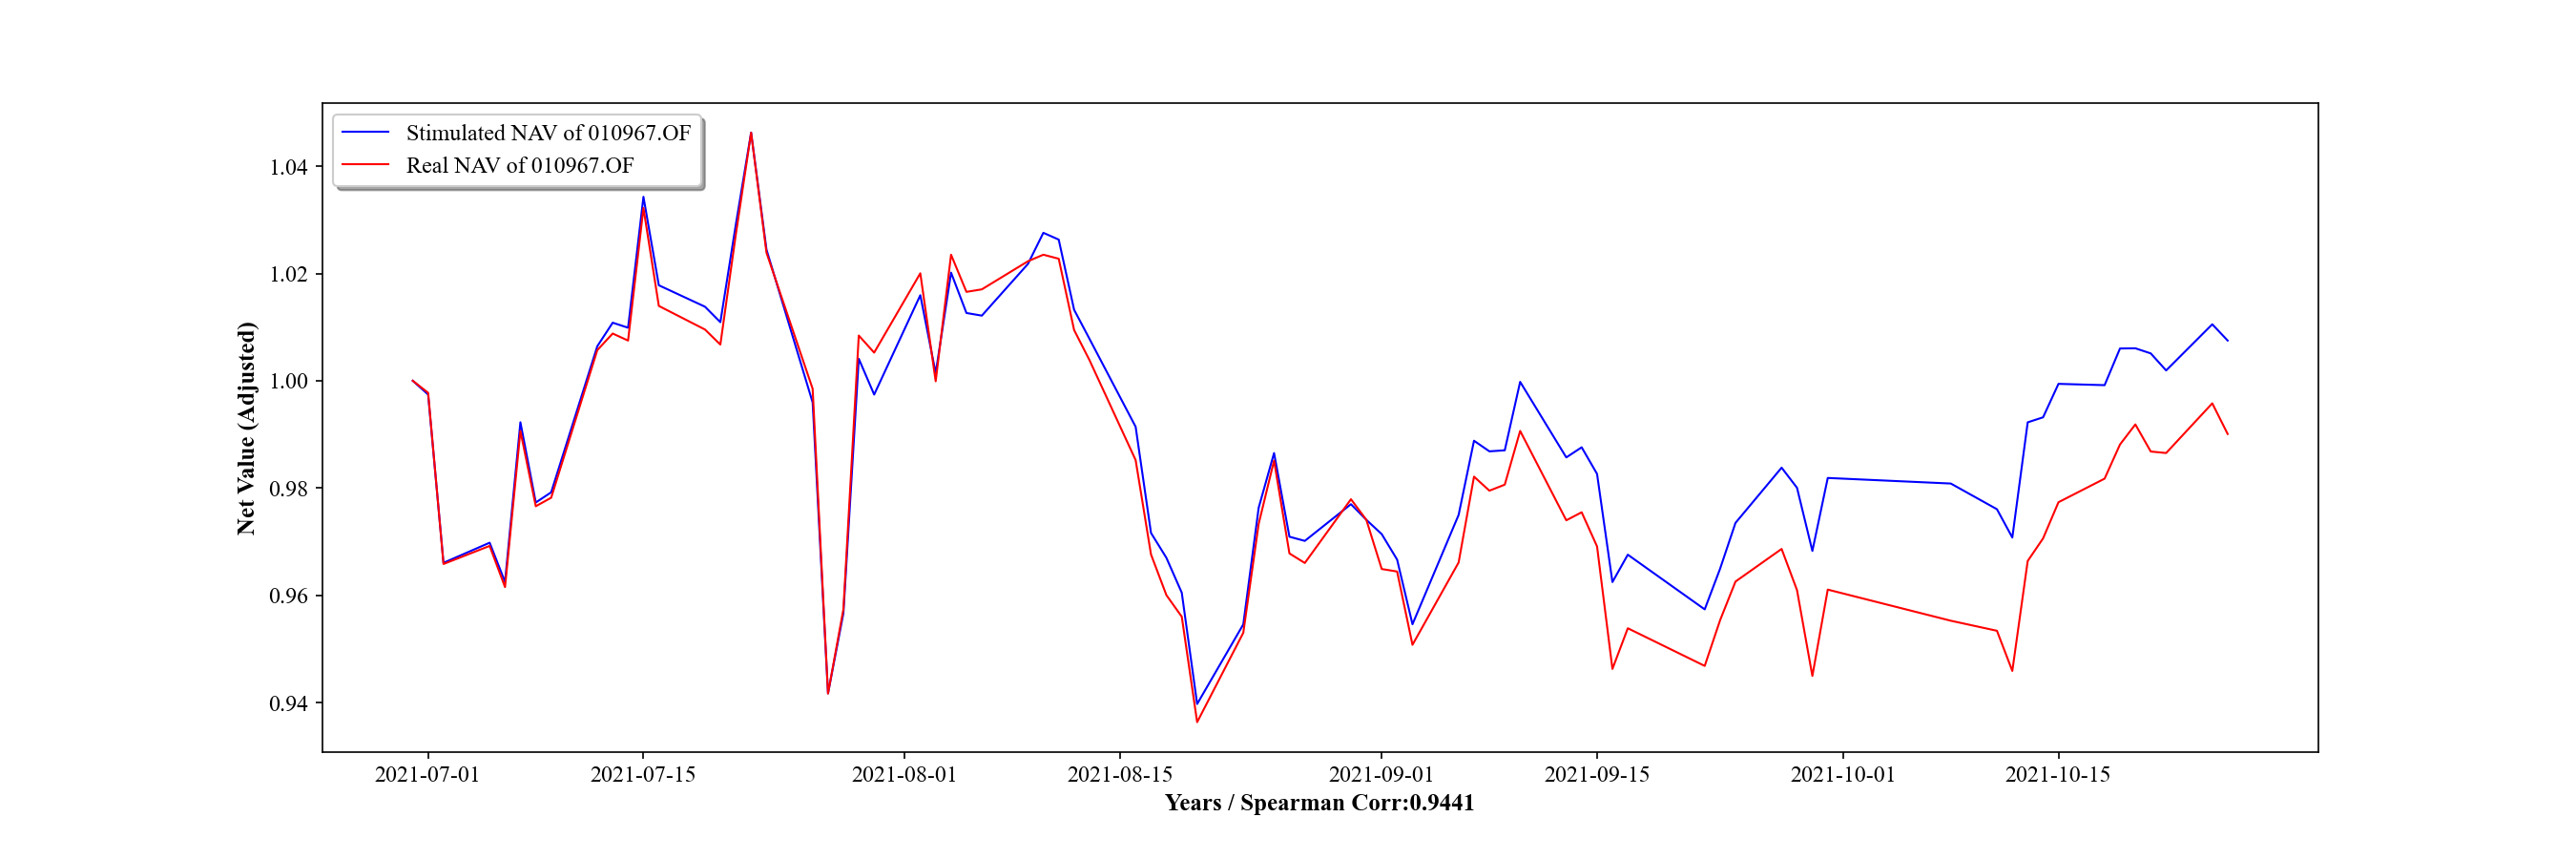 Stimulated NAV of 010967.OF
Real NAV of 010967.OF
Net Value (Adjusted)
1.04
1.02
1.00
0.98
0.96
0.94
2021-07-01 2021-07-15 2021-08-01 2021-08-15 2021-09-01 2021-09-15 2021-10-01 2021-10-15
Years / Spearman Corr:0.9441